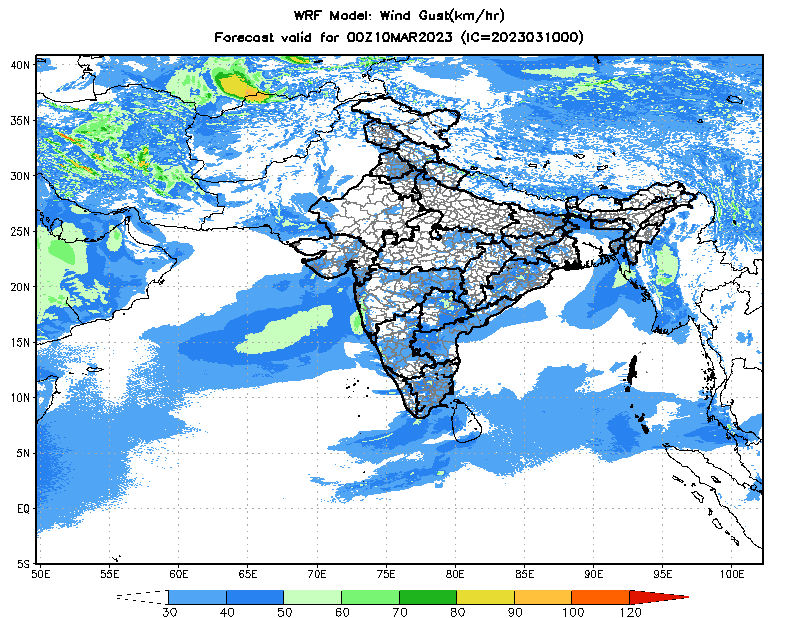 WRF Model: Wind Gust(km/hr)
Forecast valid for 00Z10MAR2023 (IC=2023031000)
40N
35N
30N
25N
20N
15N
10N
5N
EQ
5S
50E 55E 60E 65E 70E 75E 80E 85E 90E 95E 100E
30 40 50 60 70 80 90 100 120